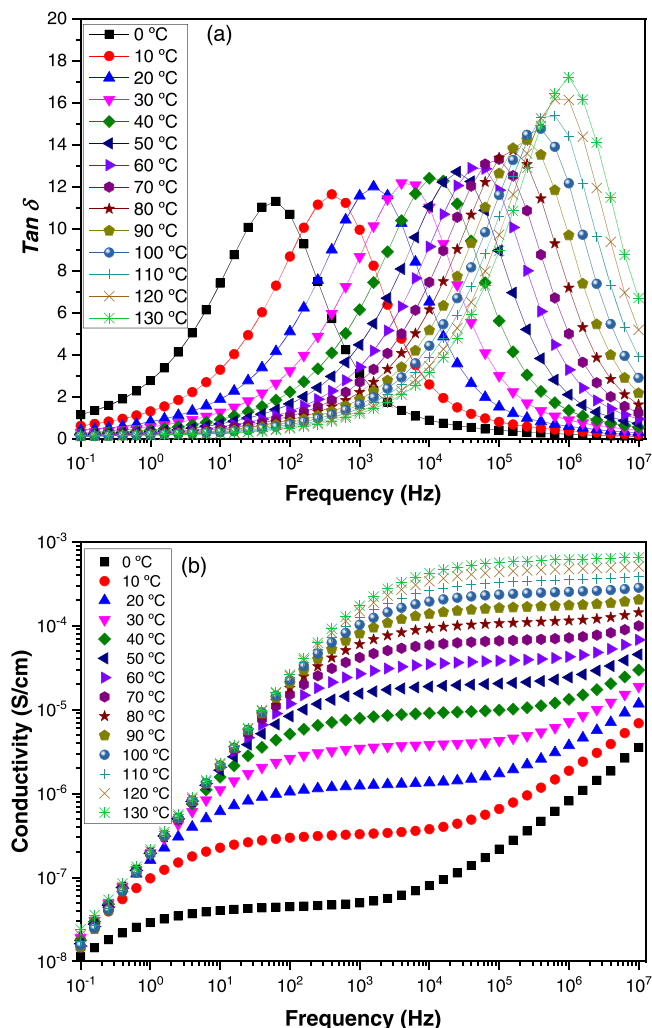 (a)
20
18
16
14
12
10
8
6
4
2
0
Tan δ
0 ºC
10 ºC
20 ºC
30 ºC
40 ºC
50 ºC
60 ºC
70 ºC
80 ºC
90 ºC
100 ºC
110 ºC
120 ºC
130 ºC
10⁻¹ 10⁰ 10¹ 10² 10³ 10⁴ 10⁵ 10⁶ 10⁷
Frequency (Hz)
(b)
10⁻³
10⁻⁴
10⁻⁵
10⁻⁶
10⁻⁷
10⁻⁸
Conductivity (S/cm)
0 ºC
10 ºC
20 ºC
30 ºC
40 ºC
50 ºC
60 ºC
70 ºC
80 ºC
90 ºC
100 ºC
110 ºC
120 ºC
130 ºC
10⁻¹ 10⁰ 10¹ 10² 10³ 10⁴ 10⁵ 10⁶ 10⁷
Frequency (Hz)